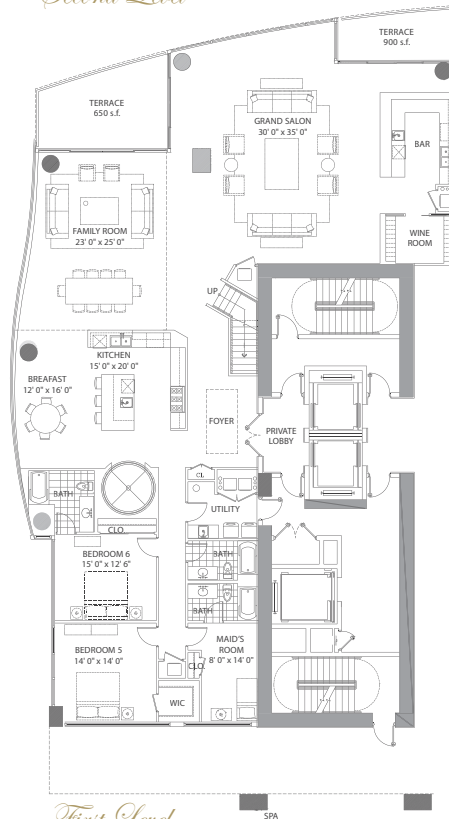 Second Level
TERRACE
900 s.f.
TERRACE
650 s.f.
GRAND SALON
30' 0" x 35' 0"
BAR
FAMILY ROOM
23' 0" x 25' 0"
WINE
ROOM
UP
KITCHEN
15' 0" x 20' 0"
BREAFAST
12' 0" x 16' 0"
FOYER
PRIVATE
LOBBY
CL
BATH
UTILITY
CLO.
BEDROOM 6
15' 0" x 12' 6"
BATH
BATH
BEDROOM 5
14' 0" x 14' 0"
MAID'S
ROOM
8' 0" x 14' 0"
CLO.
WIC
First Level
SPA